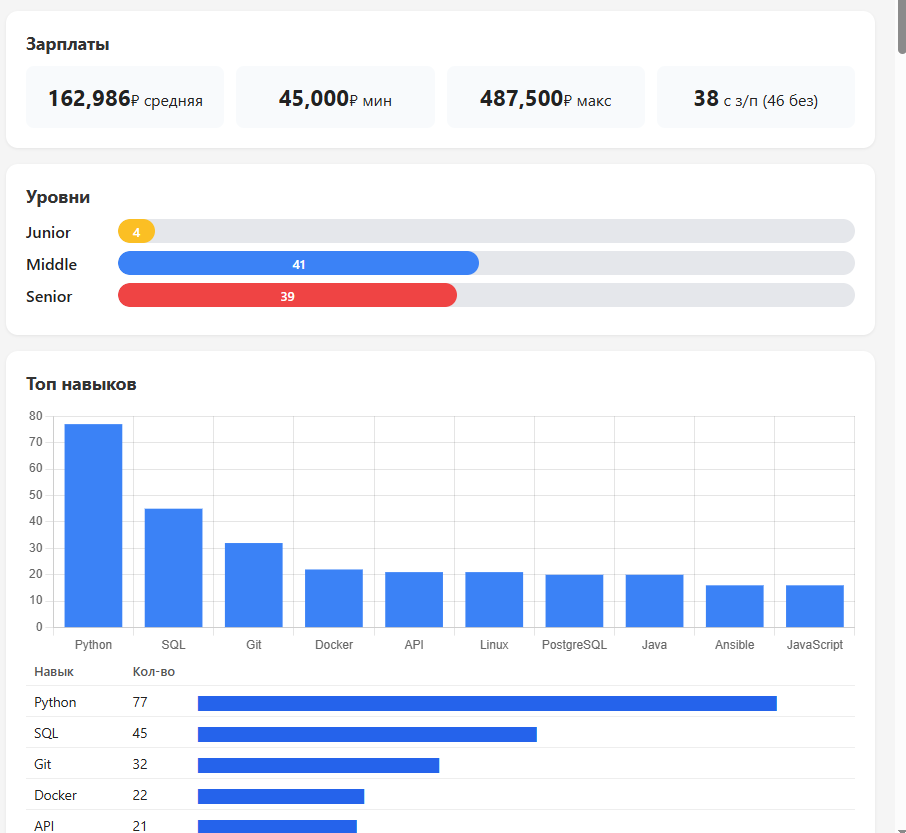 Зарплаты
162,986₽ средняя 45,000₽ мин 487,500₽ макс 38 с з/п (46 без)
Уровни
Junior 4
Middle 41
Senior 39
Топ навыков
80
70
60
50
40
30
20
10
0
Python SQL Git Docker API Linux PostgreSQL Java Ansible JavaScript
Навык Кол-во
Python 77
SQL 45
Git 32
Docker 22
API 21